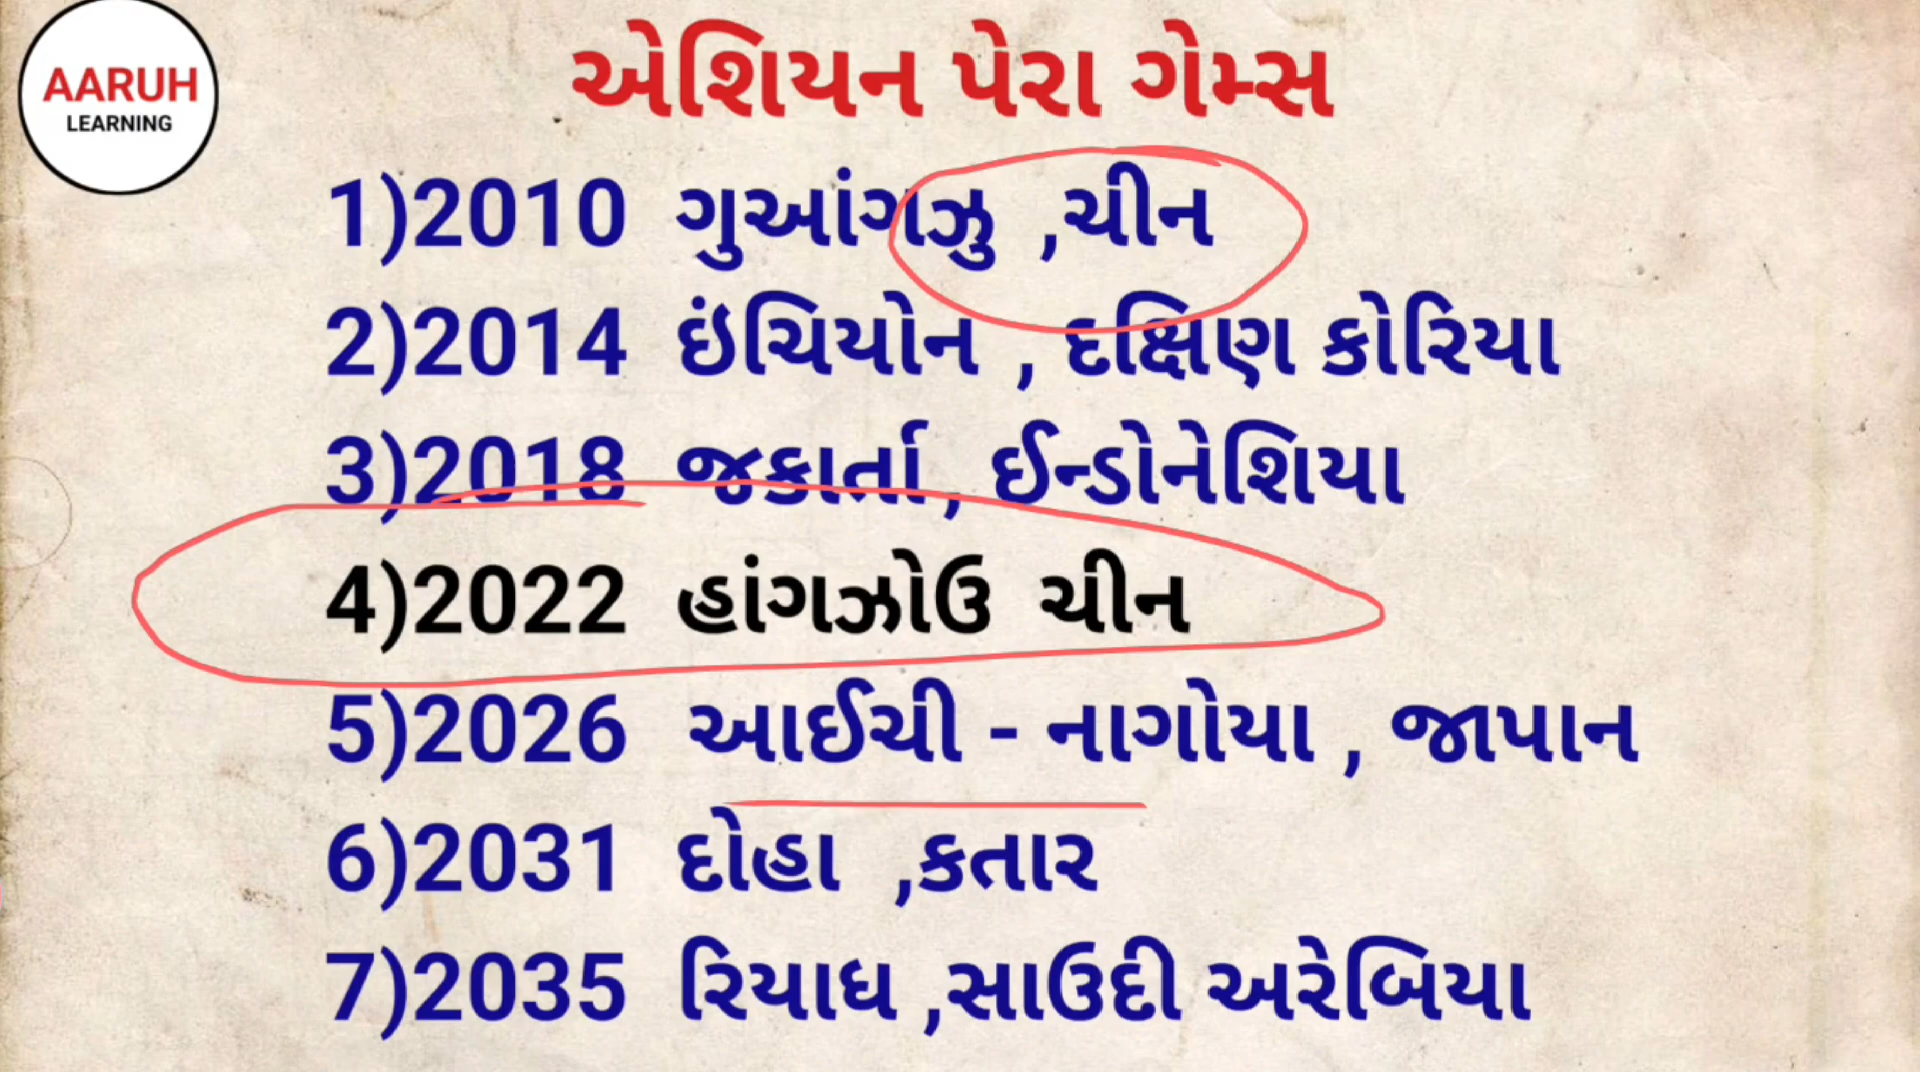 AARUH
LEARNING
એશિયન પેરા ગેમ્સ
1)2010 ગુઆંગઝુ ,ચીન
2)2014 ઇંચિયોન , દક્ષિણ કોરિયા
3)2018 જકાર્તા, ઈન્ડોનેશિયા
4)2022 હાંગઝોઉ ચીન
5)2026 આઈચી - નાગોયા , જાપાન
6)2031 દોહા ,કતાર
7)2035 રિયાધ ,સાઉદી અરેબિયા